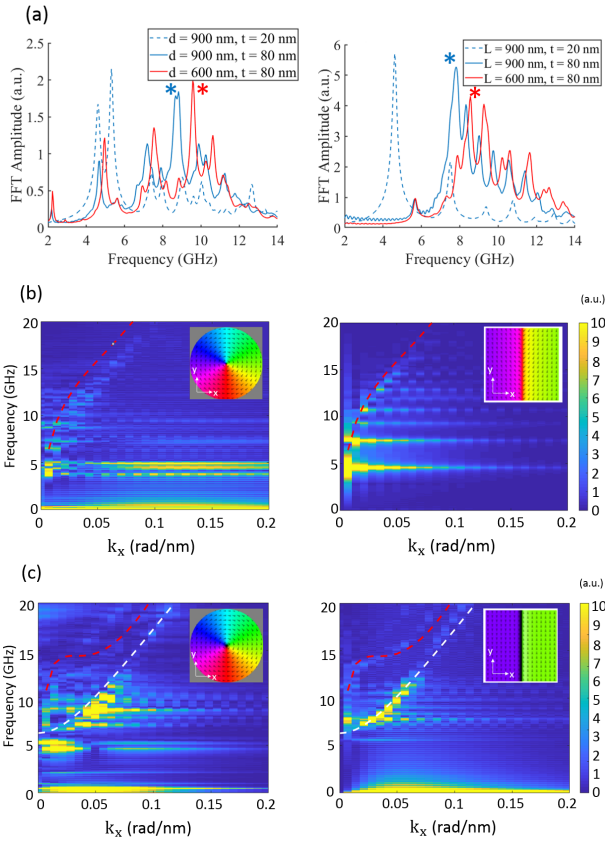 (a)
d = 900 nm, t = 20 nm
d = 900 nm, t = 80 nm
d = 600 nm, t = 80 nm
* *
FFT Amplitude (a.u.)
2.5
2
1.5
1
0.5
0
2 4 6 8 10 12 14
Frequency (GHz)
L = 900 nm, t = 20 nm
L = 900 nm, t = 80 nm
L = 600 nm, t = 80 nm
* *
FFT Amplitude (a.u.)
6
5
4
3
2
1
0
2 4 6 8 10 12 14
Frequency (GHz)
(b)
Frequency (GHz)
20
15
10
5
0
y
x
0 0.05 0.1 0.15 0.2
kx (rad/nm)
20
15
10
5
0
y
x
0 0.05 0.1 0.15 0.2
kx (rad/nm)
(a.u.)
10
9
8
7
6
5
4
3
2
1
0
(c)
Frequency (GHz)
20
15
10
5
0
y
x
0 0.05 0.1 0.15 0.2
kx (rad/nm)
20
15
10
5
0
y
x
0 0.05 0.1 0.15 0.2
kx (rad/nm)
(a.u.)
10
9
8
7
6
5
4
3
2
1
0